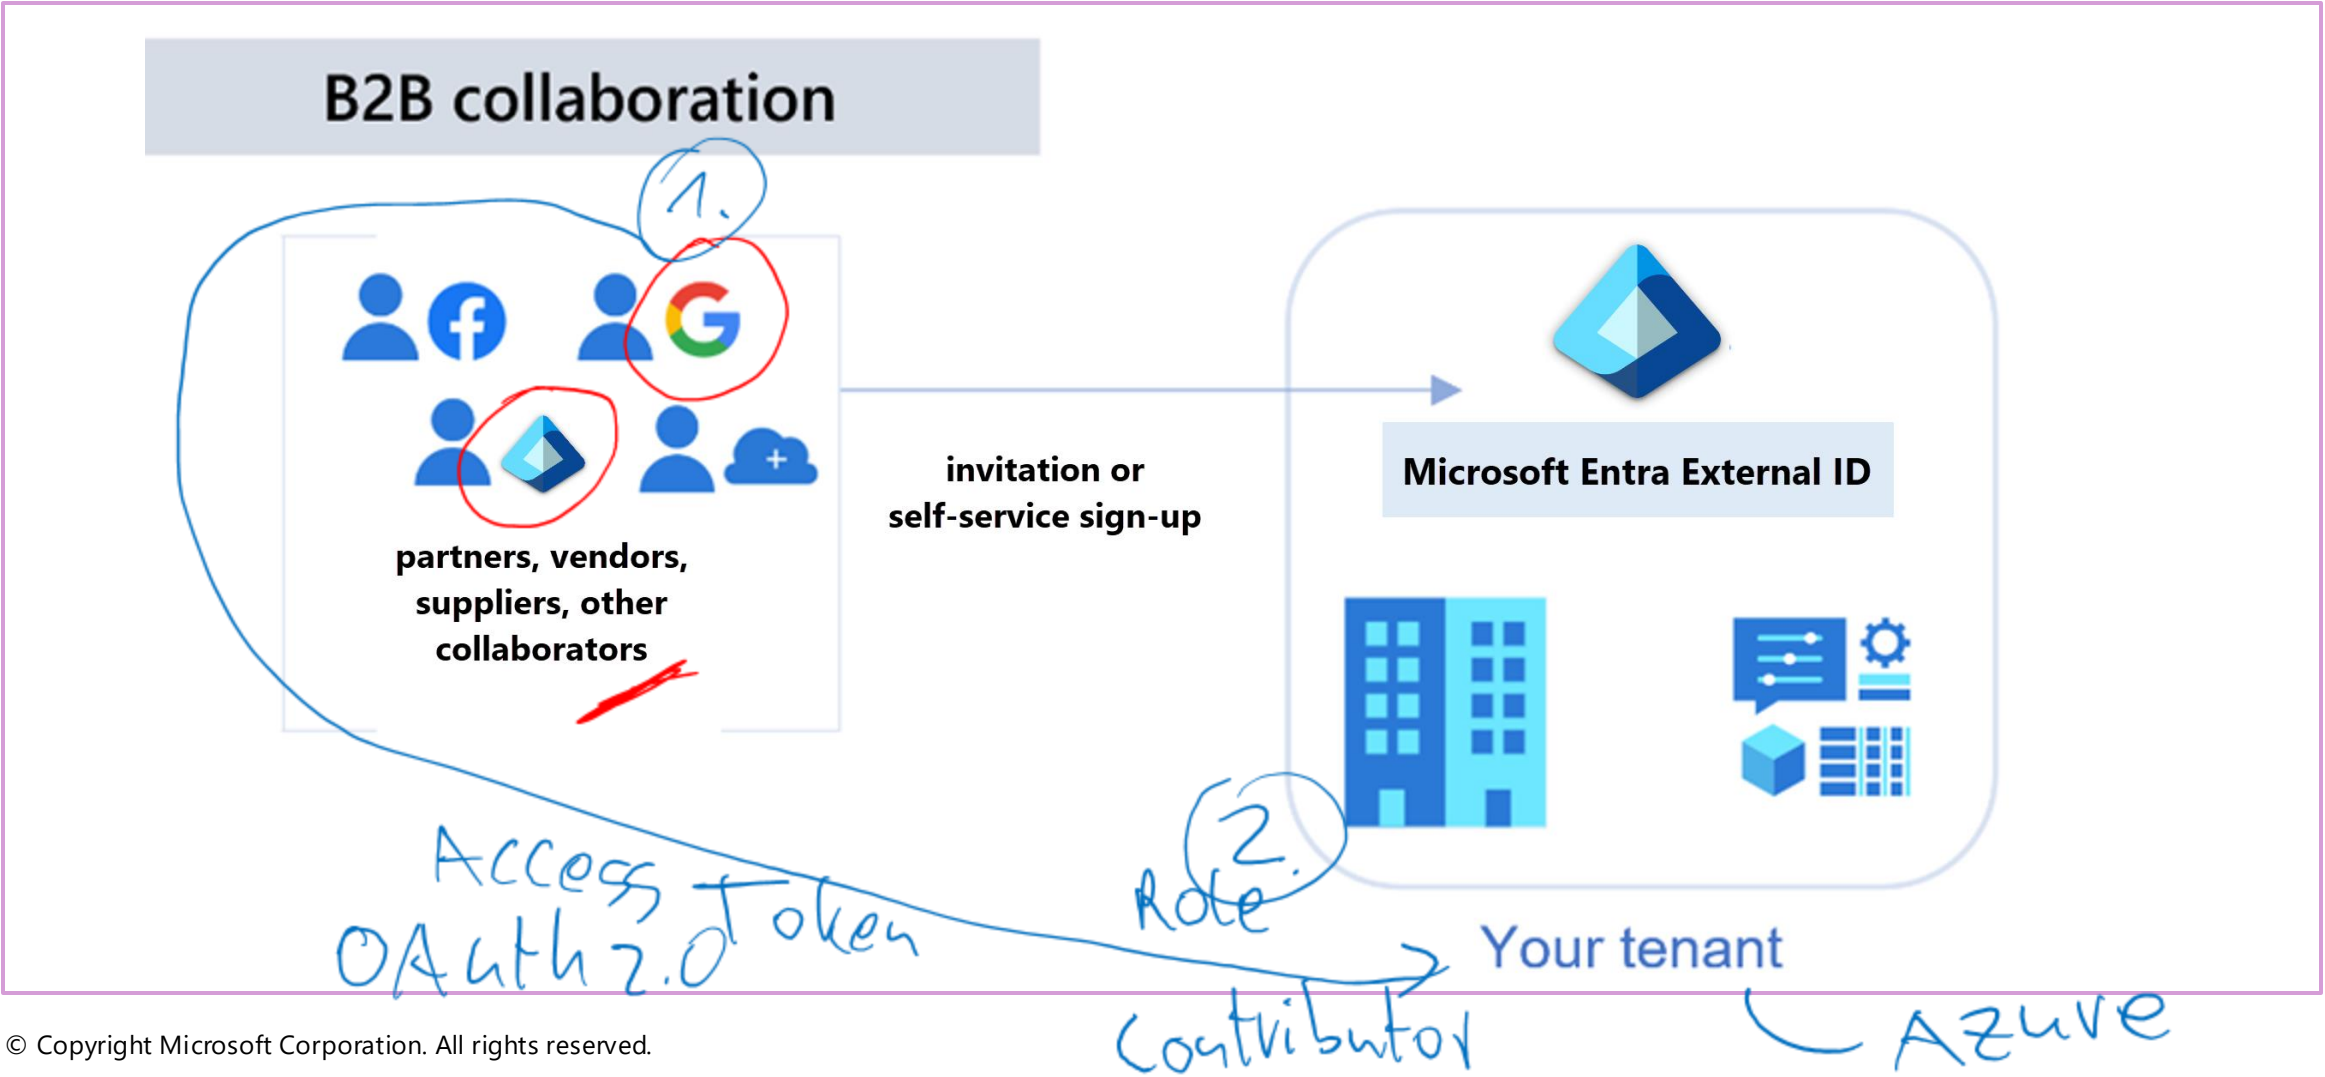 B2B collaboration
1.
partners, vendors,
suppliers, other
collaborators
invitation or
self-service sign-up
Microsoft Entra External ID
2.
Role
Access Token
OAuth 2.0
Your tenant
Contributor
Azure
© Copyright Microsoft Corporation. All rights reserved.